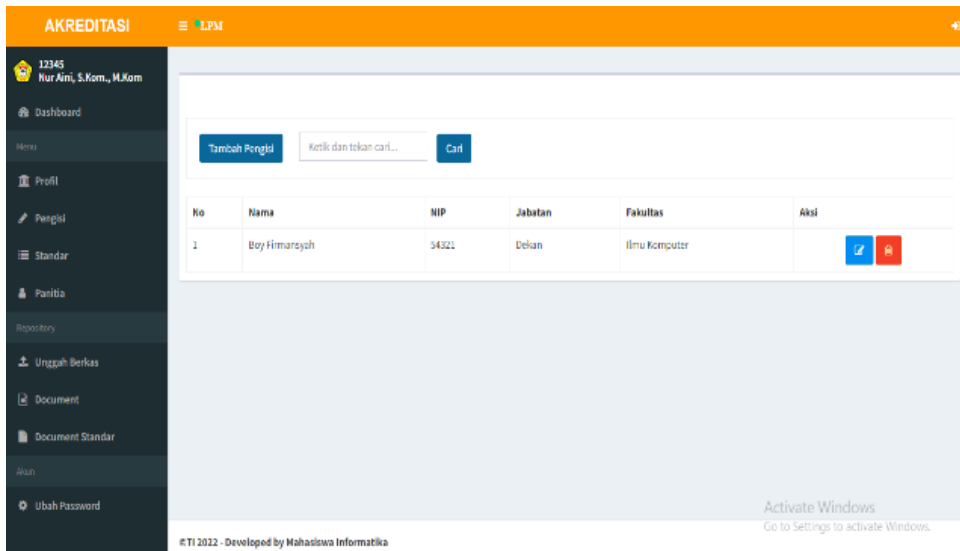 AKREDITASI
LPM
12345
Nur Aini, S.Kom., M.Kom
Dashboard
Menu
Profil
Pengisi
Standar
Panitia
Repository
Unggah Berkas
Document
Document Standar
Akun
Ubah Password
Tambah Pengisi
Ketik dan tekan cari...
Cari
No Nama NIP Jabatan Fakultas Aksi
1 Boy Firmansyah 54321 Dekan Ilmu Komputer
Activate Windows
Go to Settings to activate Windows.
© TI 2022 - Developed by Mahasiswa Informatika